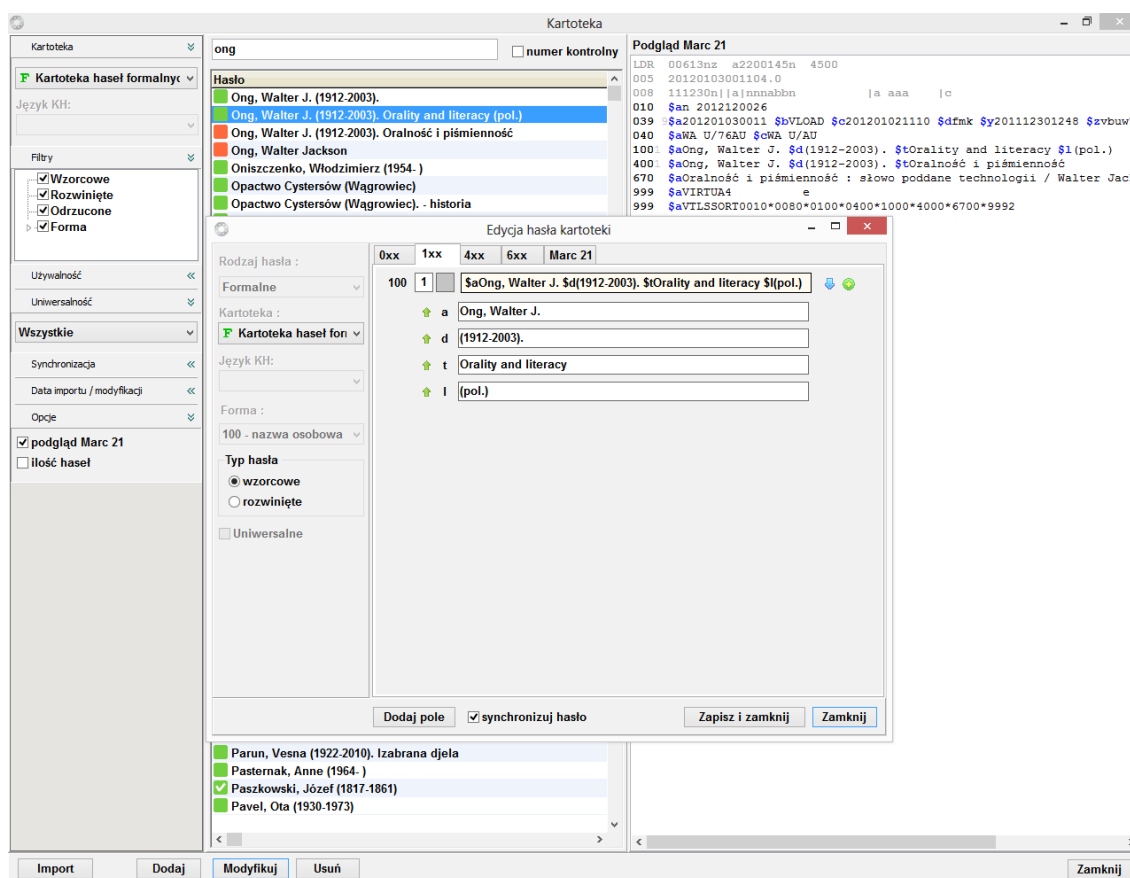 Kartoteka
Kartoteka
F Kartoteka haseł formalnyc
Język KH:
Filtry
Wzorcowe
Rozwinięte
Odrzucone
Forma
Używalność
Uniwersalność
Wszystkie
Synchronizacja
Data importu / modyfikacji
Opcje
podgląd Marc 21
ilość haseł
ong
numer kontrolny
Hasło
Ong, Walter J. (1912-2003).
Ong, Walter J. (1912-2003). Orality and literacy (pol.)
Ong, Walter J. (1912-2003). Oralność i piśmienność
Ong, Walter Jackson
Oniszczenko, Włodzimierz (1954- )
Opactwo Cystersów (Wągrowiec)
Opactwo Cystersów (Wągrowiec). - historia
Podgląd Marc 21
LDR 00613nz a2200145n 4500
005 20120103001104.0
008 111230n||a|nnnabbn |a aaa |c
010 $an 2012120026
039 9$a201201030011 $bVLOAD $c201201021110 $dfmk $y201112301248 $zvbuw
040 $aWA U/76AU $cWA U/AU
1001 $aOng, Walter J. $d(1912-2003). $tOrality and literacy $l(pol.)
4001 $aOng, Walter J. $d(1912-2003). $tOralność i piśmienność
670 $aOralność i piśmienność : słowo poddane technologii / Walter Jac
999 $aVIRTUA4 e
999 $aVTLSSORT0010*0080*0100*0400*1000*4000*6700*9992
Edycja hasła kartoteki
Rodzaj hasła :
Formalne
Kartoteka :
F Kartoteka haseł forr
Język KH:
Forma :
100 - nazwa osobowa
Typ hasła
wzorcowe
rozwinięte
Uniwersalne
0xx 1xx 4xx 6xx Marc 21
100 1 $aOng, Walter J. $d(1912-2003). $tOrality and literacy $l(pol.)
a Ong, Walter J.
d (1912-2003).
t Orality and literacy
l (pol.)
Dodaj pole synchronizuj hasło Zapisz i zamknij Zamknij
Parun, Vesna (1922-2010). Izabrana djela
Pasternak, Anne (1964- )
Paszkowski, Józef (1817-1861)
Pavel, Ota (1930-1973)
Import Dodaj Modyfikuj Usuń Zamknij